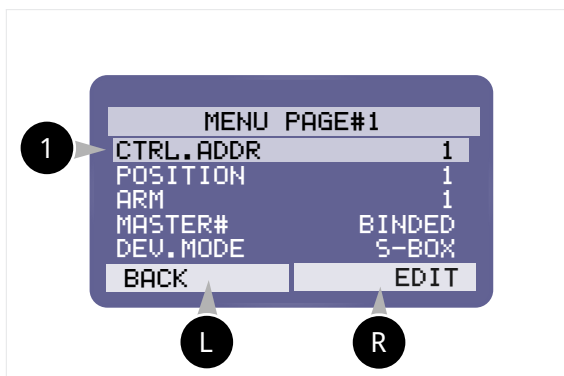 MENU PAGE#1
1
CTRL.ADDR 1
POSITION 1
ARM 1
MASTER# BINDED
DEV.MODE S-BOX
BACK EDIT
L R